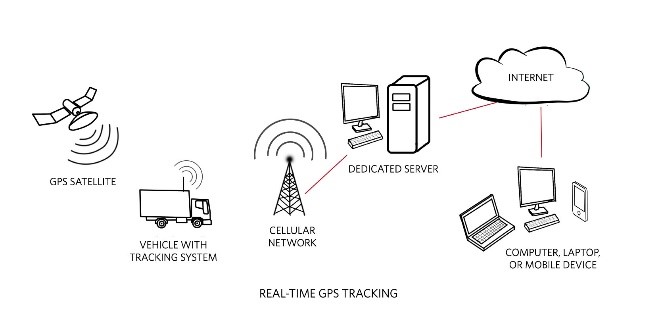 GPS SATELLITE
VEHICLE WITH
TRACKING SYSTEM
CELLULAR
NETWORK
DEDICATED SERVER
INTERNET
COMPUTER, LAPTOP,
OR MOBILE DEVICE
REAL-TIME GPS TRACKING